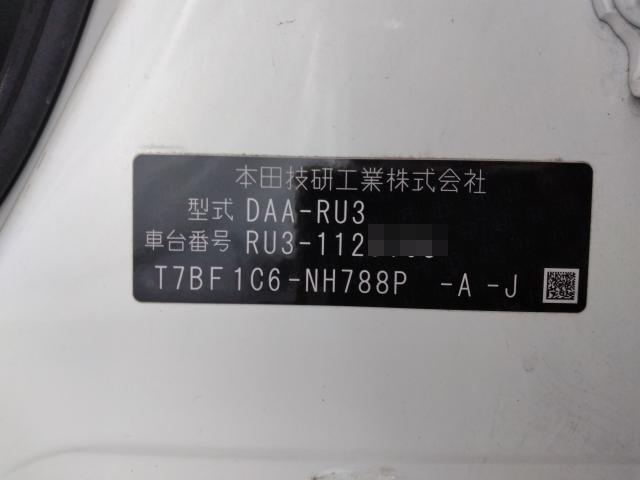 本田技研工業株式会社
型式 DAA-RU3
車台番号 RU3-112
T7BF1C6-NH788P -A -J